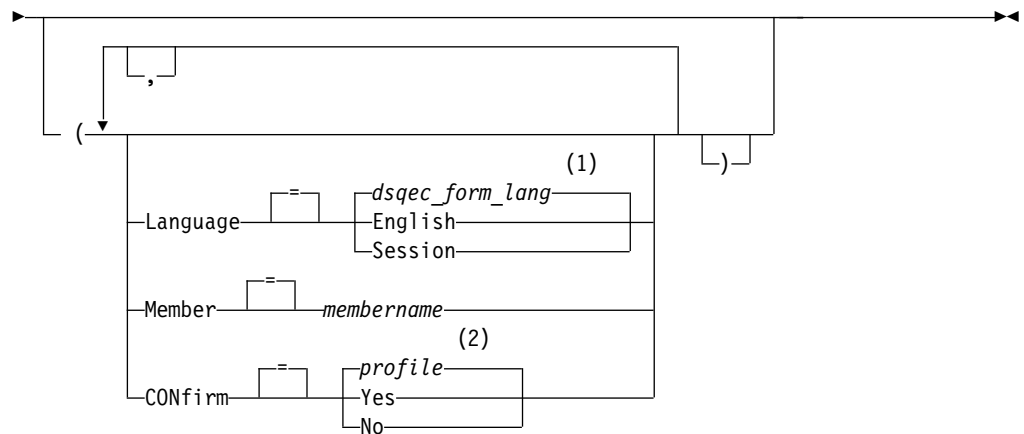 ,
(
)
(1)
=
dsqec_form_lang
Language
English
Session
=
Member
membername
(2)
=
profile
CONfirm
Yes
No